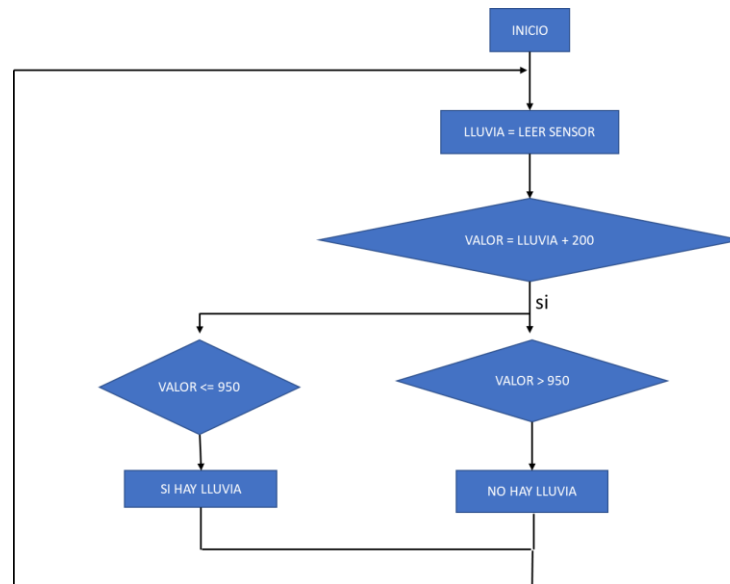 INICIO
LLUVIA = LEER SENSOR
VALOR = LLUVIA + 200
si
VALOR <= 950
VALOR > 950
SI HAY LLUVIA
NO HAY LLUVIA